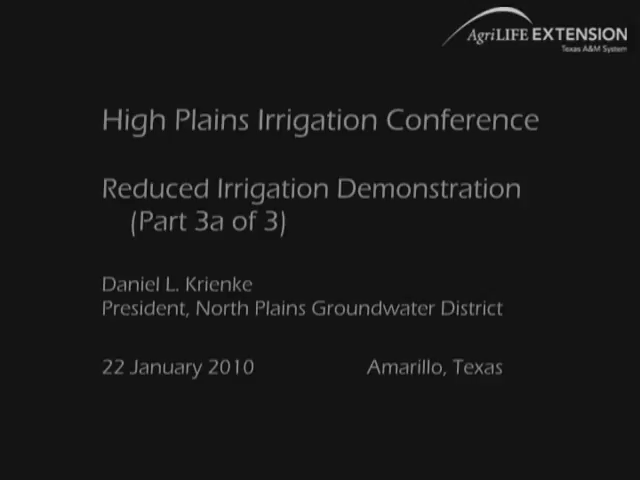 AgriLIFE EXTENSION
Texas A&M System
High Plains Irrigation Conference
Reduced Irrigation Demonstration
(Part 3a of 3)
Daniel L. Krienke
President, North Plains Groundwater District
22 January 2010 Amarillo, Texas